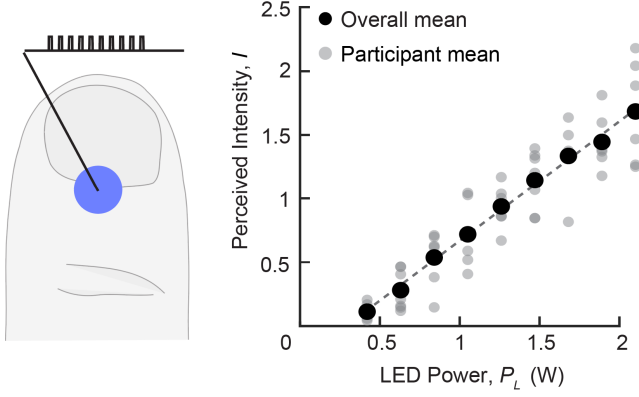 2.5
Overall mean
Participant mean
2
1.5
1
0.5
0
0.5
1
1.5
2
Perceived Intensity, I
LED Power, P_L (W)